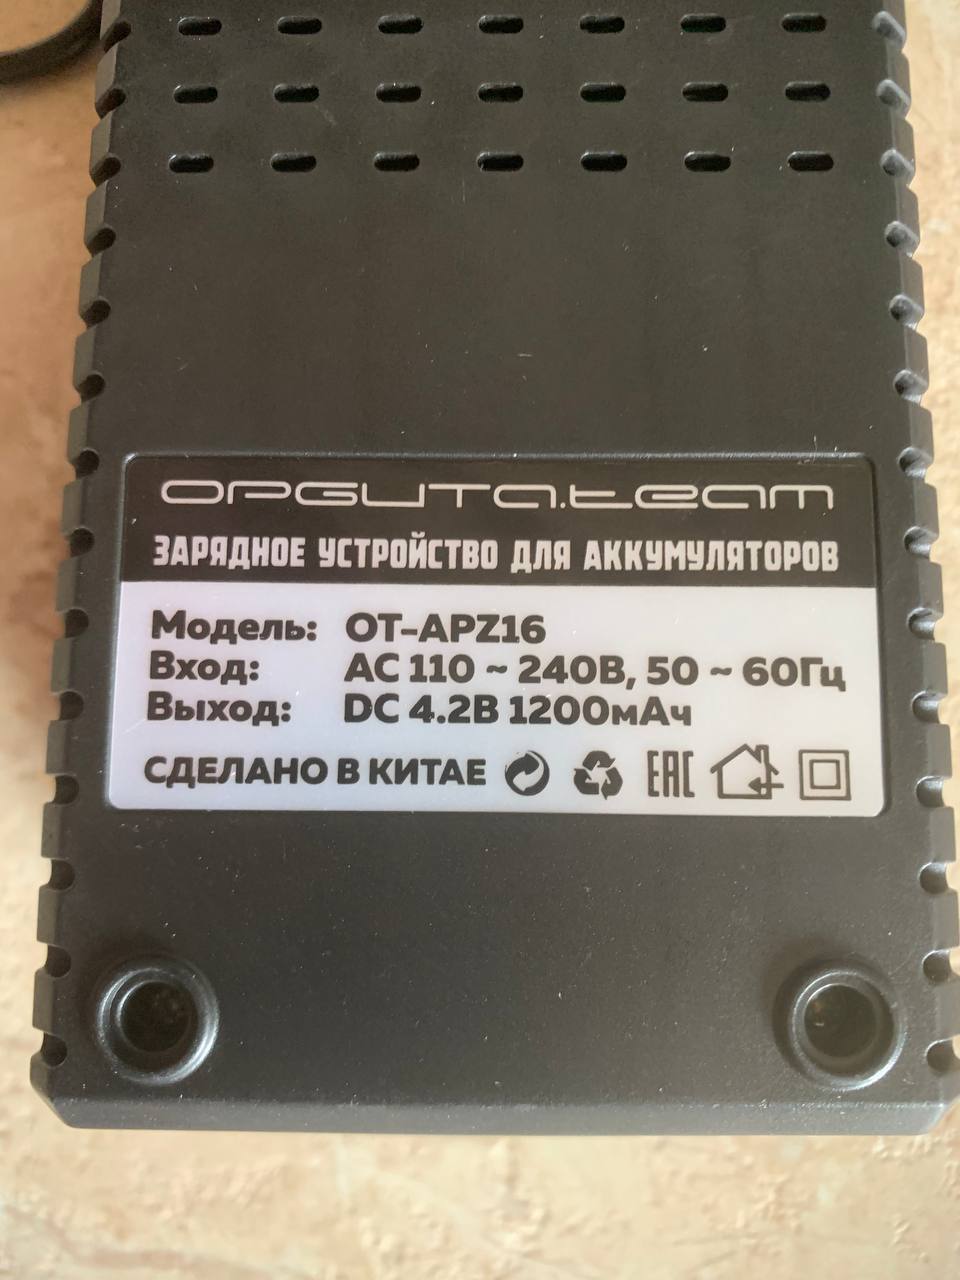 OPGUTA.team
ЗАРЯДНОЕ УСТРОЙСТВО ДЛЯ АККУМУЛЯТОРОВ
Модель: OT-APZ16
Вход: AC 110 ~ 240В, 50 ~ 60Гц
Выход: DC 4.2В 1200мАч
СДЕЛАНО В КИТАЕ EAC